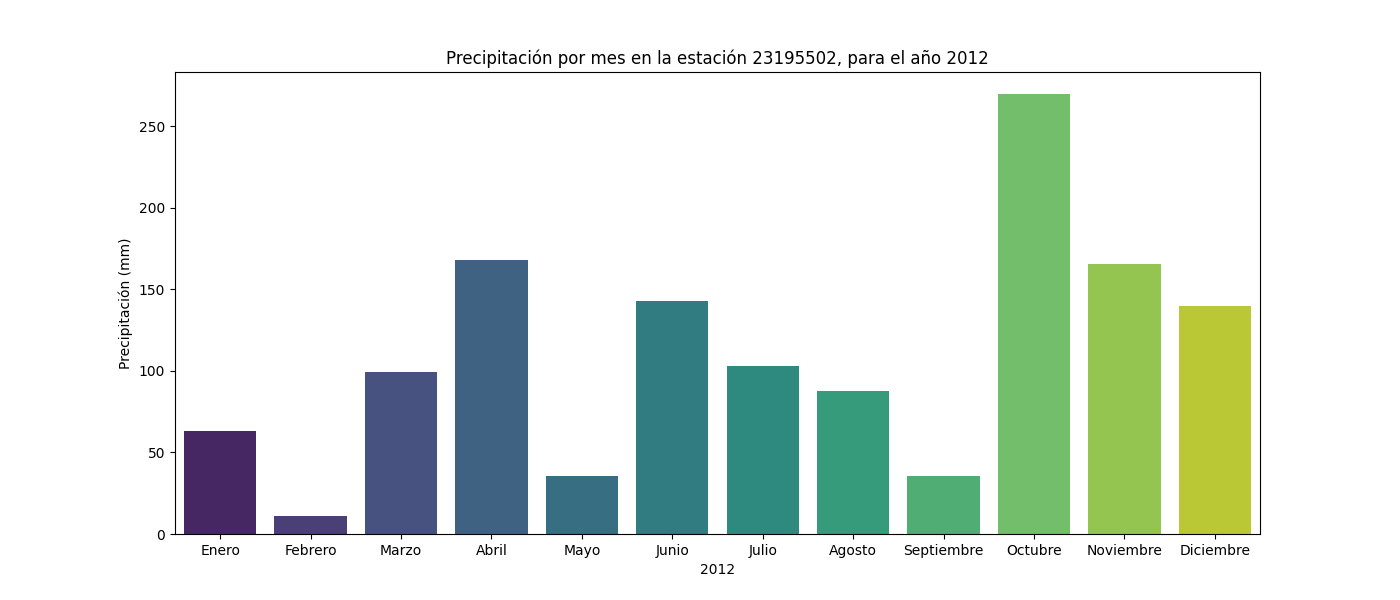 Precipitación por mes en la estación 23195502, para el año 2012
Precipitación (mm)
250
200
150
100
50
0
Enero Febrero Marzo Abril Mayo Junio Julio Agosto Septiembre Octubre Noviembre Diciembre
2012